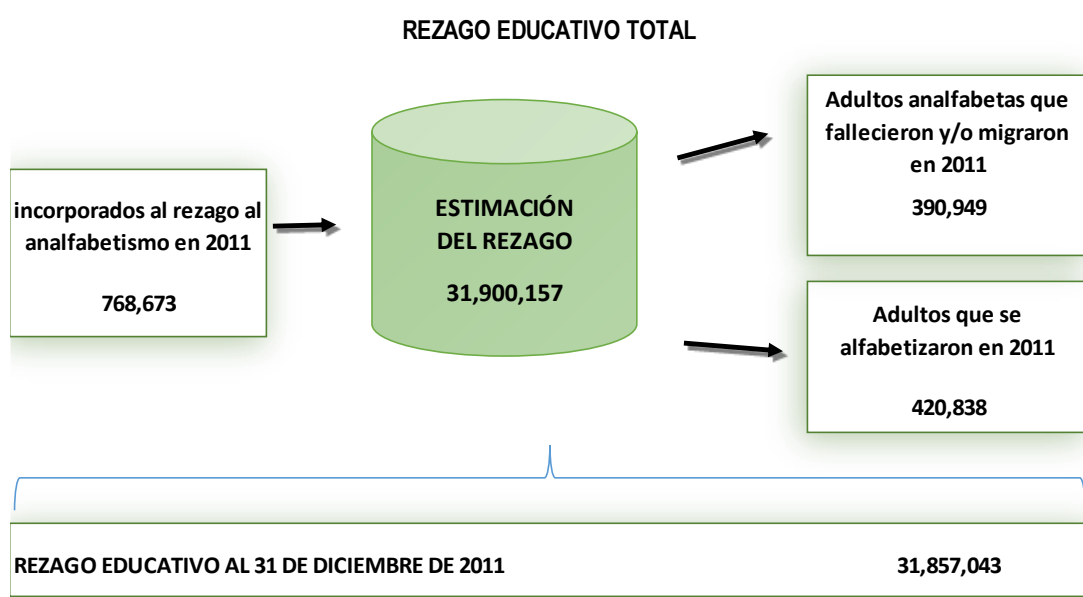 REZAGO EDUCATIVO TOTAL
incorporados al rezago al
analfabetismo en 2011
768,673
ESTIMACIÓN
DEL REZAGO
31,900,157
Adultos analfabetas que
fallecieron y/o migraron
en 2011
390,949
Adultos que se
alfabetizaron en 2011
420,838
REZAGO EDUCATIVO AL 31 DE DICIEMBRE DE 2011 31,857,043